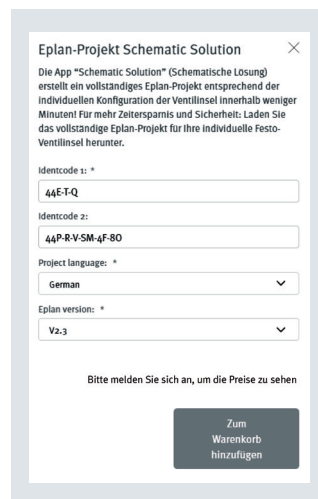 Eplan-Projekt Schematic Solution
Die App “Schematic Solution” (Schematische Lösung)
erstellt ein vollständiges Eplan-Projekt entsprechend der
individuellen Konfiguration der Ventilinsel innerhalb weniger
Minuten! Für mehr Zeitersparnis und Sicherheit: Laden Sie
das vollständige Eplan-Projekt für Ihre individuelle Festo-
Ventilinsel herunter.
Identcode 1: *
44E-T-Q
Identcode 2:
44P-R-V-SM-4F-8O
Project language: *
German
Eplan version: *
V2.3
Bitte melden Sie sich an, um die Preise zu sehen
Zum
Warenkorb
hinzufügen